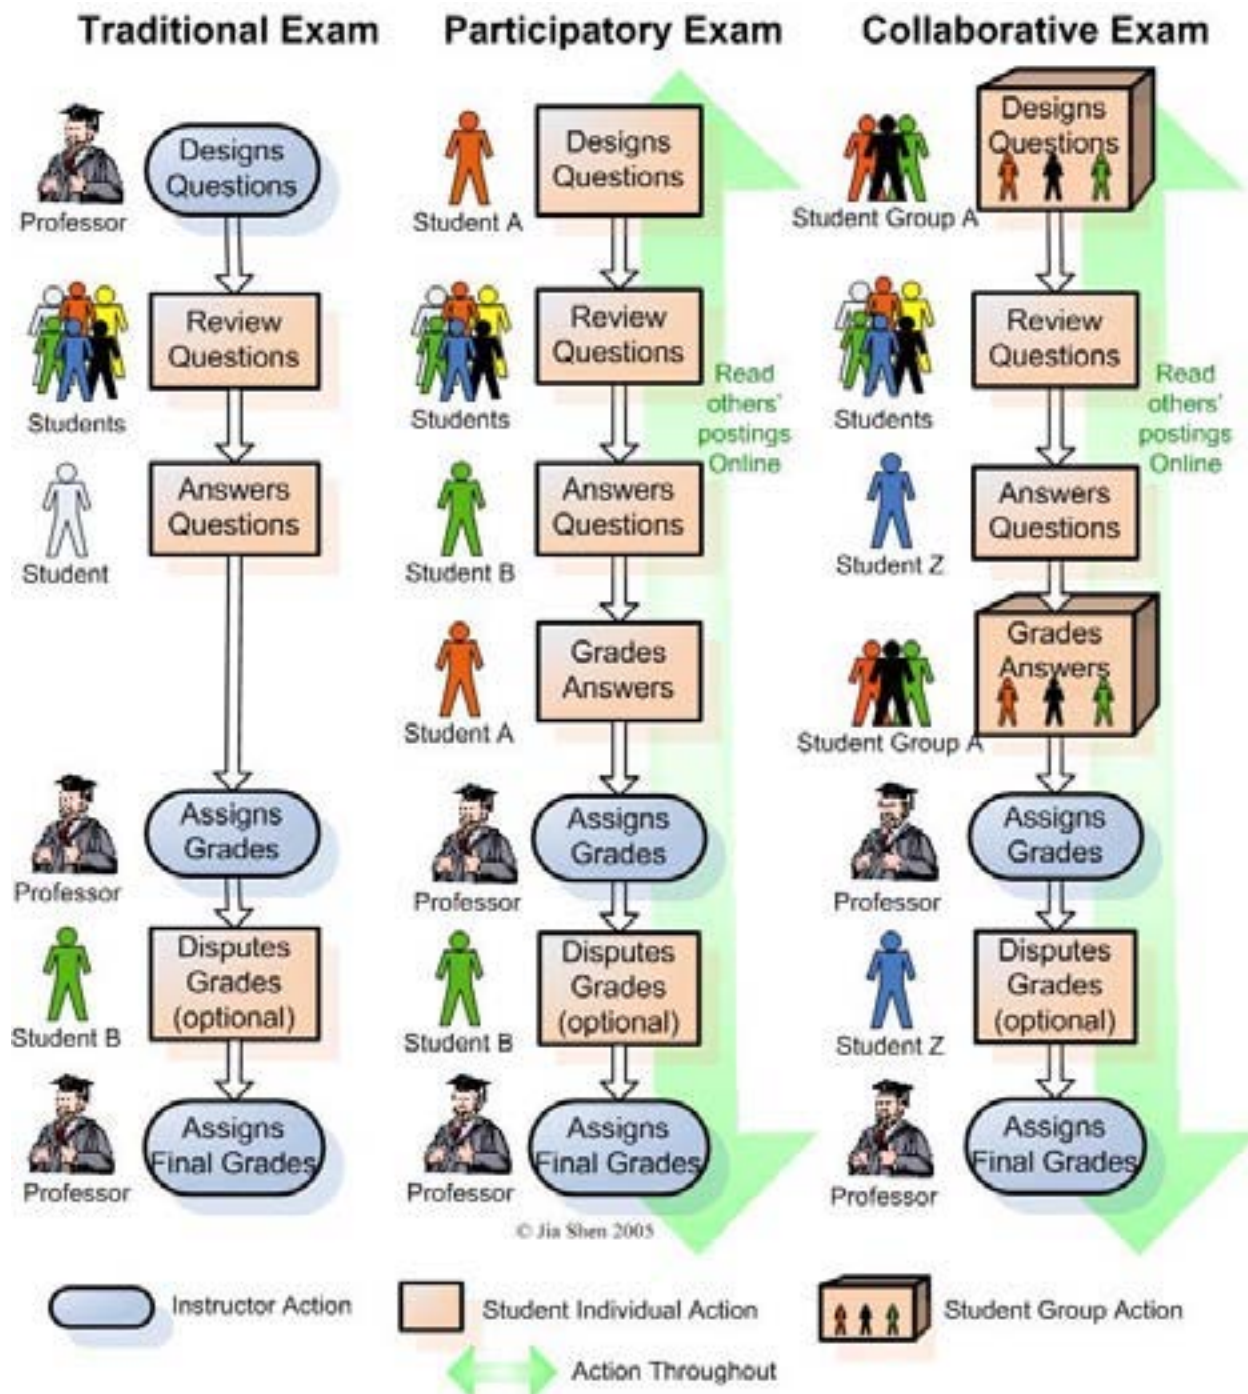 Traditional Exam
Participatory Exam
Collaborative Exam
Professor
Designs
Questions
Students
Review
Questions
Student
Answers
Questions
Professor
Assigns
Grades
Student B
Disputes
Grades
(optional)
Professor
Assigns
Final Grades
Student A
Designs
Questions
Students
Review
Questions
Student B
Answers
Questions
Student A
Grades
Answers
Professor
Assigns
Grades
Student B
Disputes
Grades
(optional)
Professor
Assigns
Final Grades
Read
others'
postings
Online
Student Group A
Designs
Questions
Students
Review
Questions
Student Z
Answers
Questions
Student Group A
Grades
Answers
Professor
Assigns
Grades
Student Z
Disputes
Grades
(optional)
Professor
Assigns
Final Grades
Read
others'
postings
Online
© Jia Shen 2005
Instructor Action
Student Individual Action
Student Group Action
Action Throughout